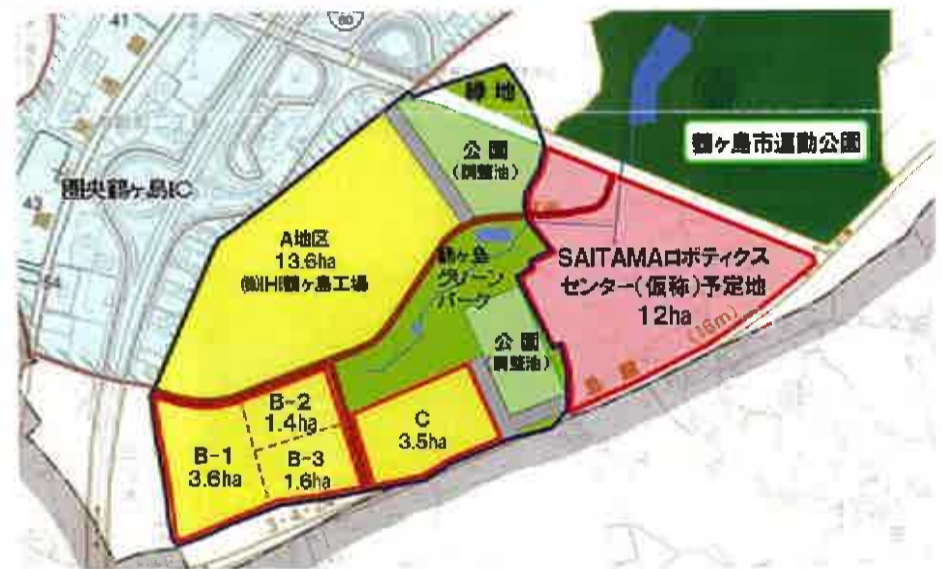 60
41
43
緑地
公園
(調整池)
鶴ヶ島市運動公園
圏央鶴ヶ島IC
A地区
13.6ha
㈱IHI鶴ヶ島工場
鶴ヶ島
グリーン
パーク
SAITAMAロボティクス
センター(仮称)予定地
12ha
(16m)
公園
調整池)
B-2
1.4ha
C
3.5ha
B-1
3.6ha
B-3
1.6ha